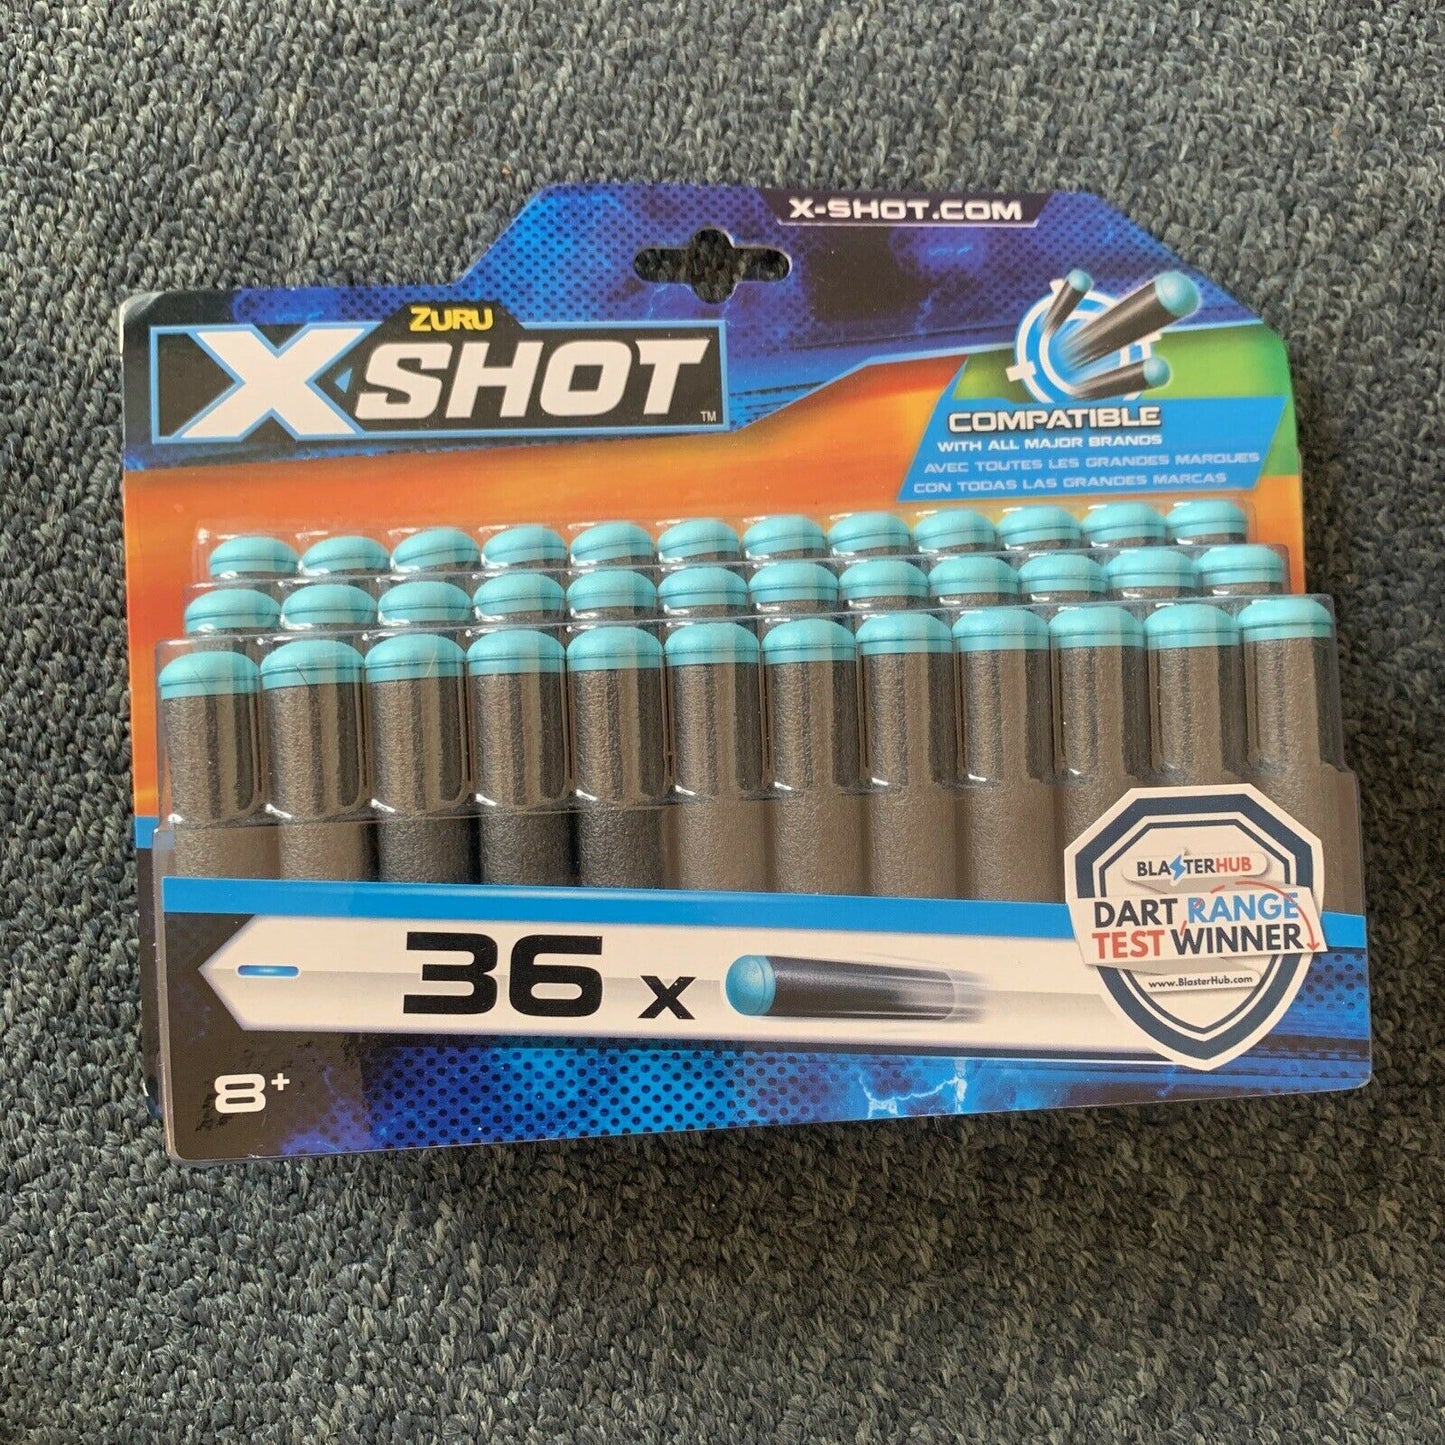 X-SHOT.COM
ZURU
X SHOT
TM
COMPATIBLE
WITH ALL MAJOR BRANDS
AVEC TOUTES LES GRANDES MARQUES
CON TODAS LAS GRANDES MARCAS
BLASTERHUB
DART RANGE
TEST WINNER
www.BlasterHub.com
36 x
8+